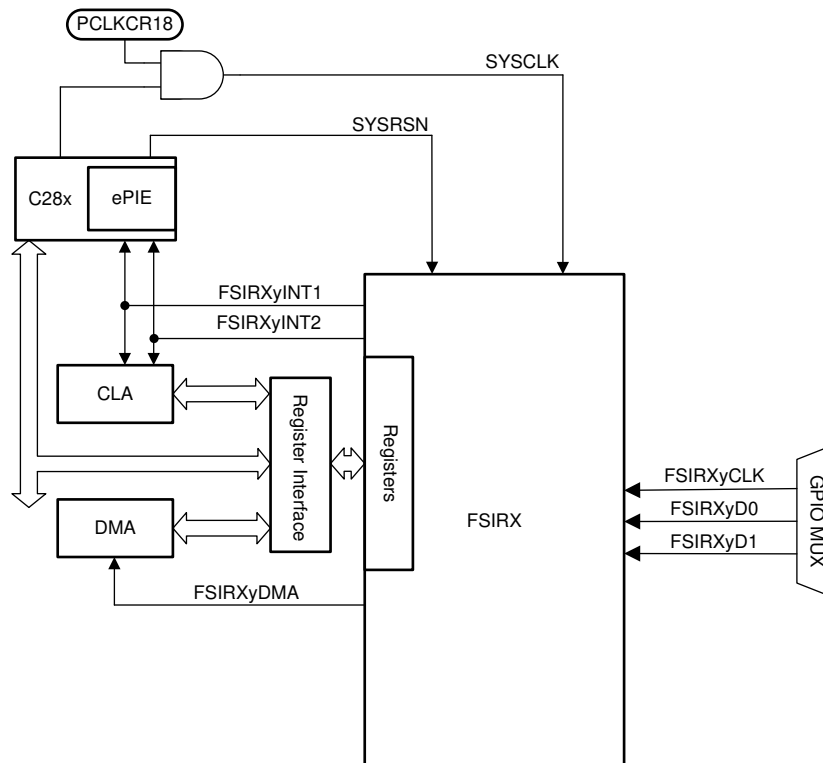 PCLKCR18
SYSCLK
SYSRSN
C28x
ePIE
FSIRXyINT1
FSIRXyINT2
CLA
Register Interface
Registers
FSIRX
FSIRXyCLK
FSIRXyD0
FSIRXyD1
GPIO MUX
DMA
FSIRXyDMA